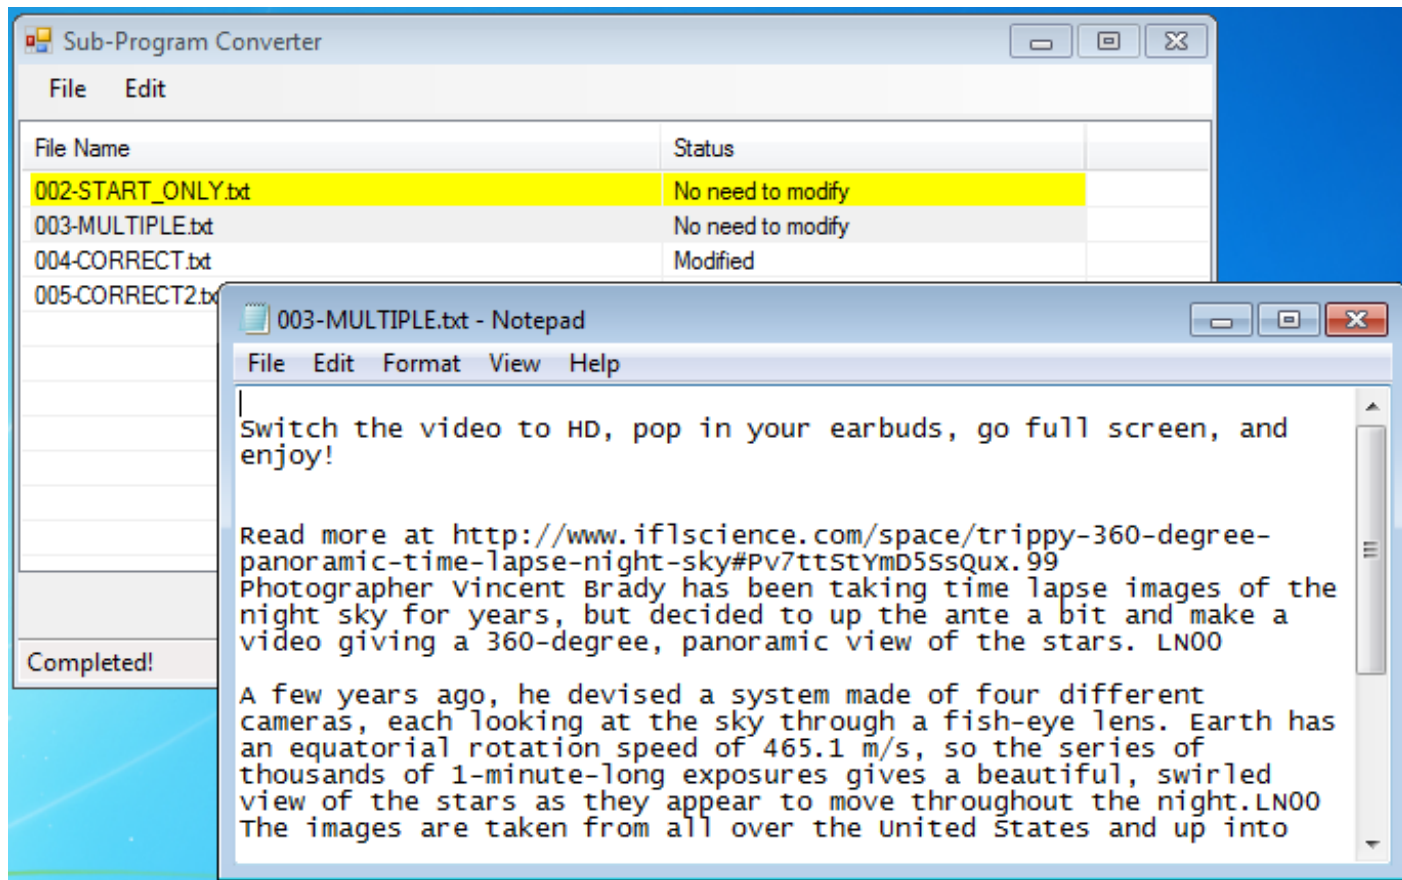 Sub-Program Converter
File Edit
File Name Status
002-START_ONLY.txt No need to modify
003-MULTIPLE.txt No need to modify
004-CORRECT.txt Modified
005-CORRECT2.tx
003-MULTIPLE.txt - Notepad
File Edit Format View Help
Switch the video to HD, pop in your earbuds, go full screen, and
enjoy!
Read more at http://www.iflscience.com/space/trippy-360-degree-
panoramic-time-lapse-night-sky#Pv7ttStYmD5SsQux.99
Photographer Vincent Brady has been taking time lapse images of the
night sky for years, but decided to up the ante a bit and make a
video giving a 360-degree, panoramic view of the stars. LN00
A few years ago, he devised a system made of four different
cameras, each looking at the sky through a fish-eye lens. Earth has
an equatorial rotation speed of 465.1 m/s, so the series of
thousands of 1-minute-long exposures gives a beautiful, swirled
view of the stars as they appear to move throughout the night.LN00
The images are taken from all over the United States and up into
Completed!